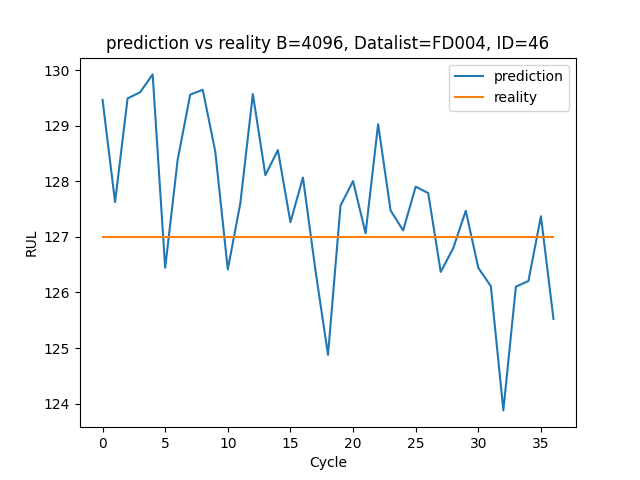 prediction vs reality B=4096, Datalist=FD004, ID=46
prediction
reality
130
129
128
127
126
125
124
RUL
0 5 10 15 20 25 30 35
Cycle